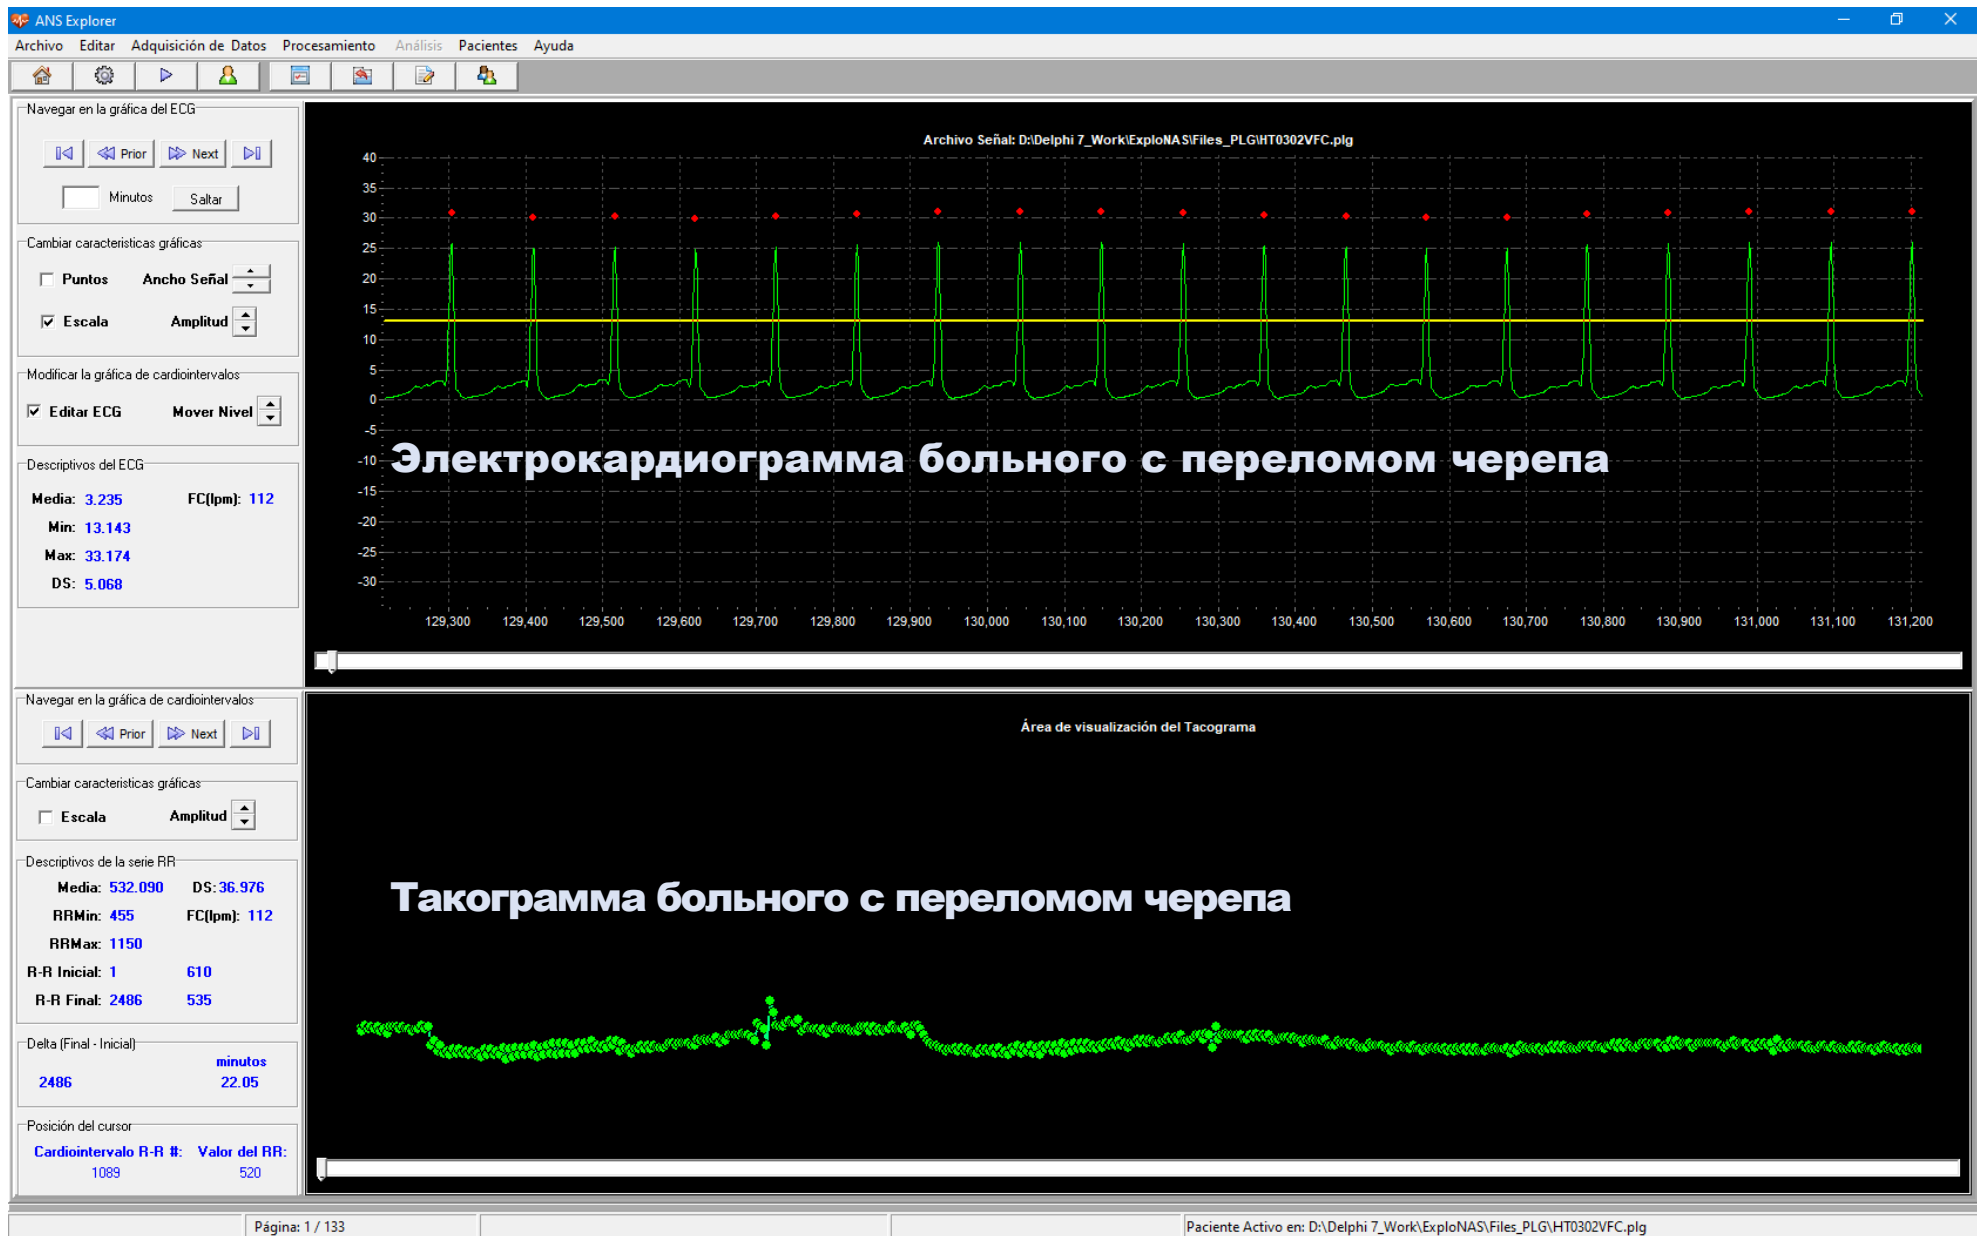 ANS Explorer
Archivo Editar Adquisición de Datos Procesamiento Análisis Pacientes Ayuda
Navegar en la gráfica del ECG
Prior Next
Minutos Saltar
Cambiar caracteristicas gráficas
Puntos Ancho Señal
Escala Amplitud
Modificar la gráfica de cardiointervalos
Editar ECG Mover Nivel
Descriptivos del ECG
Media: 3.235 FC(lpm): 112
Min: 13.143
Max: 33.174
DS: 5.068
Archivo Señal: D:\Delphi 7_Work\ExploNAS\Files_PLG\HT0302VFC.plg
40
35
30
25
20
15
10
5
0
-5
-10
-15
-20
-25
-30
Электрокардиограмма больного с переломом черепа
129,300 129,400 129,500 129,600 129,700 129,800 129,900 130,000 130,100 130,200 130,300 130,400 130,500 130,600 130,700 130,800 130,900 131,000 131,100 131,200
Navegar en la gráfica de cardiointervalos
Prior Next
Cambiar caracteristicas gráficas
Escala Amplitud
Descriptivos de la serie RR
Media: 532.090 DS: 36.976
RRMin: 455 FC(lpm): 112
RRMax: 1150
R-R Inicial: 1 610
R-R Final: 2486 535
Delta (Final - Inicial)
minutos
2486 22.05
Posición del cursor
Cardiointervalo R-R #: Valor del RR:
1089 520
Área de visualización del Tacograma
Такограмма больного с переломом черепа
Página: 1 / 133
Paciente Activo en: D:\Delphi 7_Work\ExploNAS\Files_PLG\HT0302VFC.plg